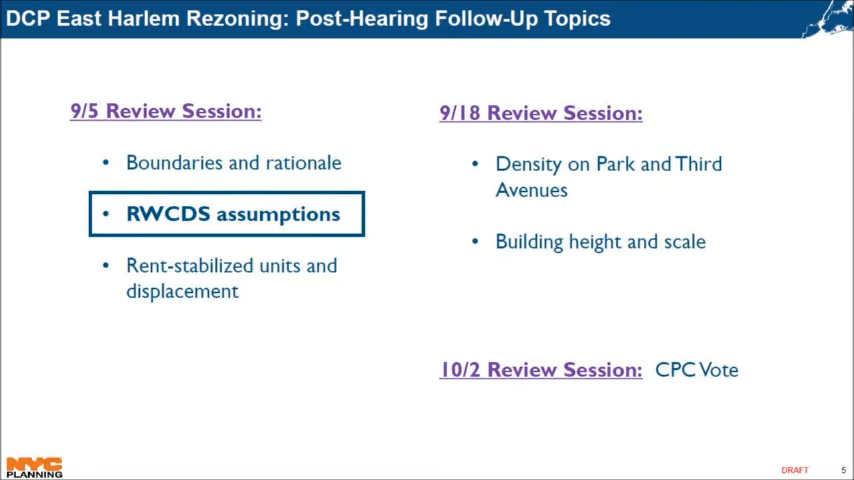 DCP East Harlem Rezoning: Post-Hearing Follow-Up Topics
9/5 Review Session:
• Boundaries and rationale
• RWCDS assumptions
• Rent-stabilized units and
displacement
9/18 Review Session:
• Density on Park and Third
Avenues
• Building height and scale
10/2 Review Session: CPC Vote
NYC
PLANNING
DRAFT
5